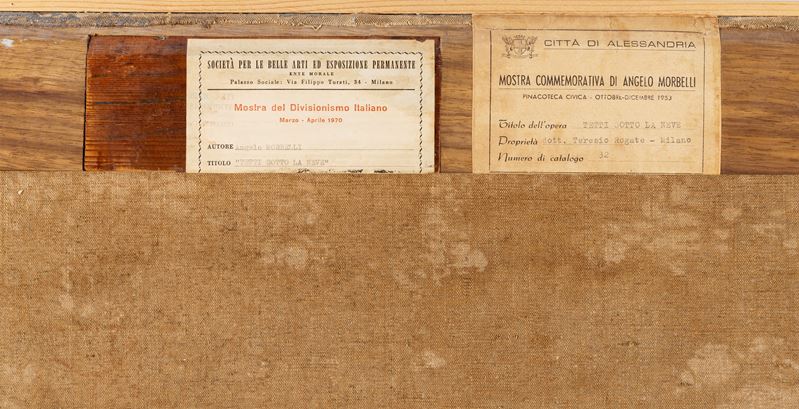 SOCIETÀ PER LE BELLE ARTI ED ESPOSIZIONE PERMANENTE
ENTE MORALE
Palazzo Sociale: Via Filippo Turati, 34 - Milano
Mostra del Divisionismo Italiano
Marzo - Aprile 1970
AUTORE Angelo MORBELLI
TITOLO "TETTI SOTTO LA NEVE"
CITTÀ DI ALESSANDRIA
MOSTRA COMMEMORATIVA DI ANGELO MORBELLI
PINACOTECA CIVICA - OTTOBRE-DICEMBRE 1953
Titolo dell'opera TETTI SOTTO LA NEVE
Proprietà dott. Teresio Rogate - Milano
Numero di catalogo 32